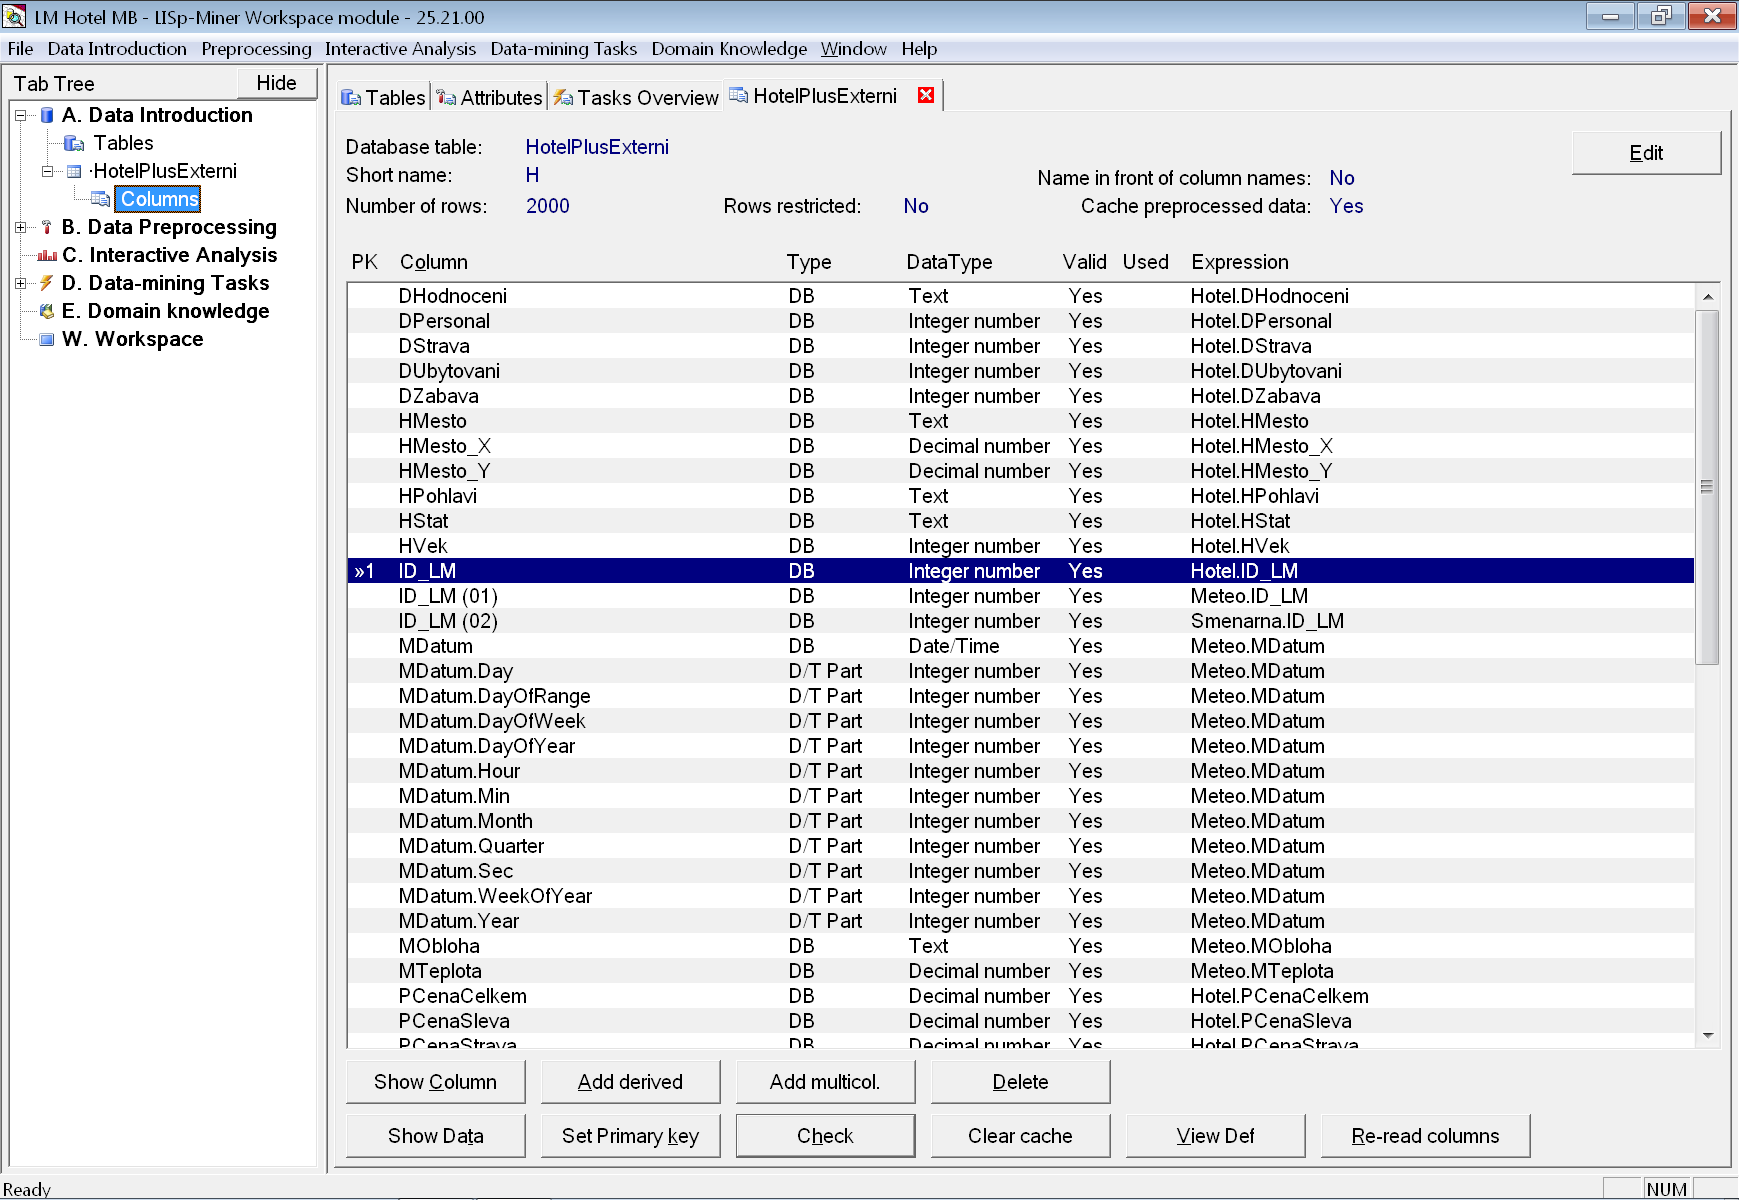 LM Hotel MB - LISp-Miner Workspace module - 25.21.00
File Data Introduction Preprocessing Interactive Analysis Data-mining Tasks Domain Knowledge Window Help
Tab Tree Hide
A. Data Introduction
Tables
·HotelPlusExterni
Columns
B. Data Preprocessing
C. Interactive Analysis
D. Data-mining Tasks
E. Domain knowledge
W. Workspace
Tables Attributes Tasks Overview HotelPlusExterni
Database table: HotelPlusExterni
Edit
Short name: H
Name in front of column names: No
Number of rows: 2000 Rows restricted: No Cache preprocessed data: Yes
PK Column Type DataType Valid Used Expression
DHodnoceni DB Text Yes Hotel.DHodnoceni
DPersonal DB Integer number Yes Hotel.DPersonal
DStrava DB Integer number Yes Hotel.DStrava
DUbytovani DB Integer number Yes Hotel.DUbytovani
DZabava DB Integer number Yes Hotel.DZabava
HMesto DB Text Yes Hotel.HMesto
HMesto_X DB Decimal number Yes Hotel.HMesto_X
HMesto_Y DB Decimal number Yes Hotel.HMesto_Y
HPohlavi DB Text Yes Hotel.HPohlavi
HStat DB Text Yes Hotel.HStat
HVek DB Integer number Yes Hotel.HVek
»1 ID_LM DB Integer number Yes Hotel.ID_LM
ID_LM (01) DB Integer number Yes Meteo.ID_LM
ID_LM (02) DB Integer number Yes Smenarna.ID_LM
MDatum DB Date/Time Yes Meteo.MDatum
MDatum.Day D/T Part Integer number Yes Meteo.MDatum
MDatum.DayOfRange D/T Part Integer number Yes Meteo.MDatum
MDatum.DayOfWeek D/T Part Integer number Yes Meteo.MDatum
MDatum.DayOfYear D/T Part Integer number Yes Meteo.MDatum
MDatum.Hour D/T Part Integer number Yes Meteo.MDatum
MDatum.Min D/T Part Integer number Yes Meteo.MDatum
MDatum.Month D/T Part Integer number Yes Meteo.MDatum
MDatum.Quarter D/T Part Integer number Yes Meteo.MDatum
MDatum.Sec D/T Part Integer number Yes Meteo.MDatum
MDatum.WeekOfYear D/T Part Integer number Yes Meteo.MDatum
MDatum.Year D/T Part Integer number Yes Meteo.MDatum
MObloha DB Text Yes Meteo.MObloha
MTeplota DB Decimal number Yes Meteo.MTeplota
PCenaCelkem DB Decimal number Yes Hotel.PCenaCelkem
PCenaSleva DB Decimal number Yes Hotel.PCenaSleva
PCenaStrava DB Decimal number Yes Hotel.PCenaStrava
Show Column Add derived Add multicol. Delete
Show Data Set Primary key Check Clear cache View Def Re-read columns
Ready NUM